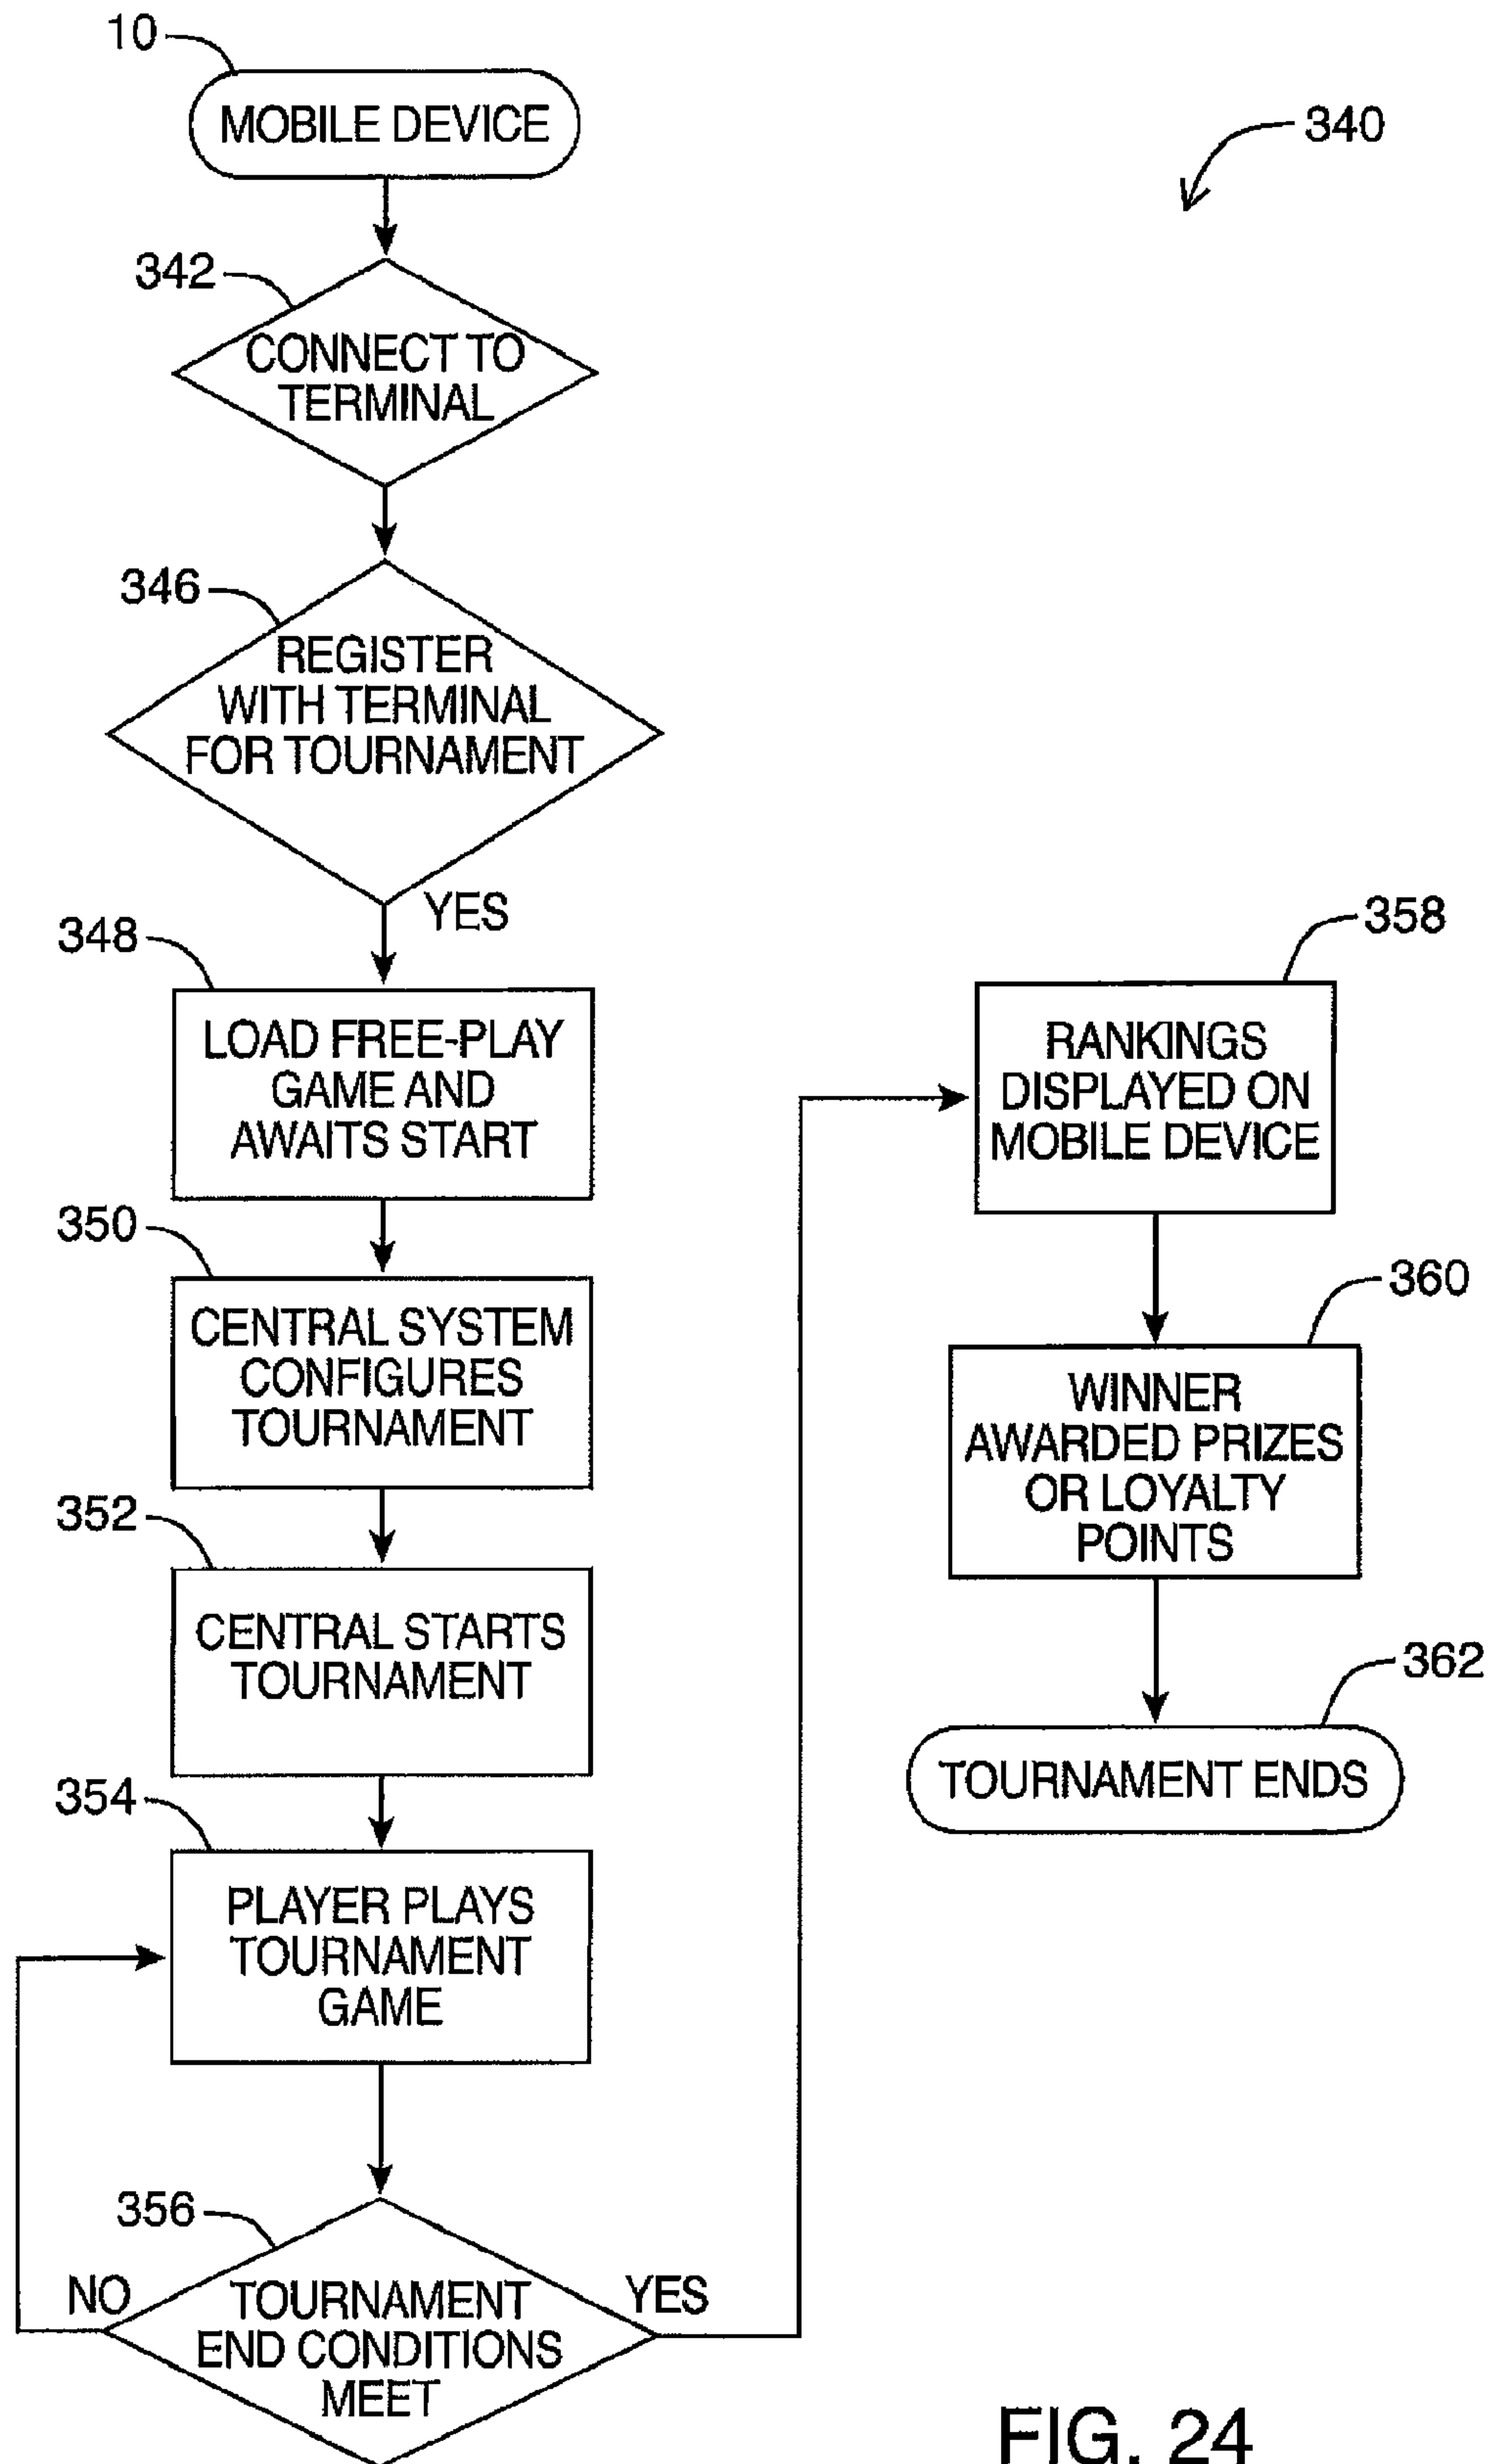 10
MOBILE DEVICE
340
342
CONNECT TO
TERMINAL
346
REGISTER
WITH TERMINAL
FOR TOURNAMENT
YES
348
LOAD FREE-PLAY
GAME AND
AWAITS START
350
CENTRAL SYSTEM
CONFIGURES
TOURNAMENT
352
CENTRAL STARTS
TOURNAMENT
354
PLAYER PLAYS
TOURNAMENT
GAME
356
NO
TOURNAMENT
END CONDITIONS
MEET
YES
358
RANKINGS
DISPLAYED ON
MOBILE DEVICE
360
WINNER
AWARDED PRIZES
OR LOYALTY
POINTS
362
TOURNAMENT ENDS
FIG. 24